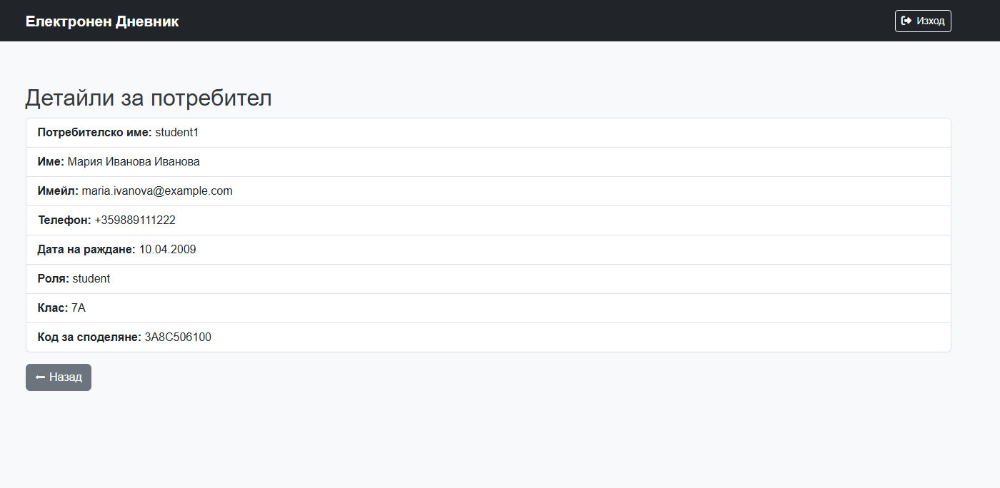 Електронен Дневник
Изход
Детайли за потребител
Потребителско име: student1
Име: Мария Иванова Иванова
Имейл: maria.ivanova@example.com
Телефон: +359889111222
Дата на раждане: 10.04.2009
Роля: student
Клас: 7А
Код за споделяне: 3A8C506100
Назад